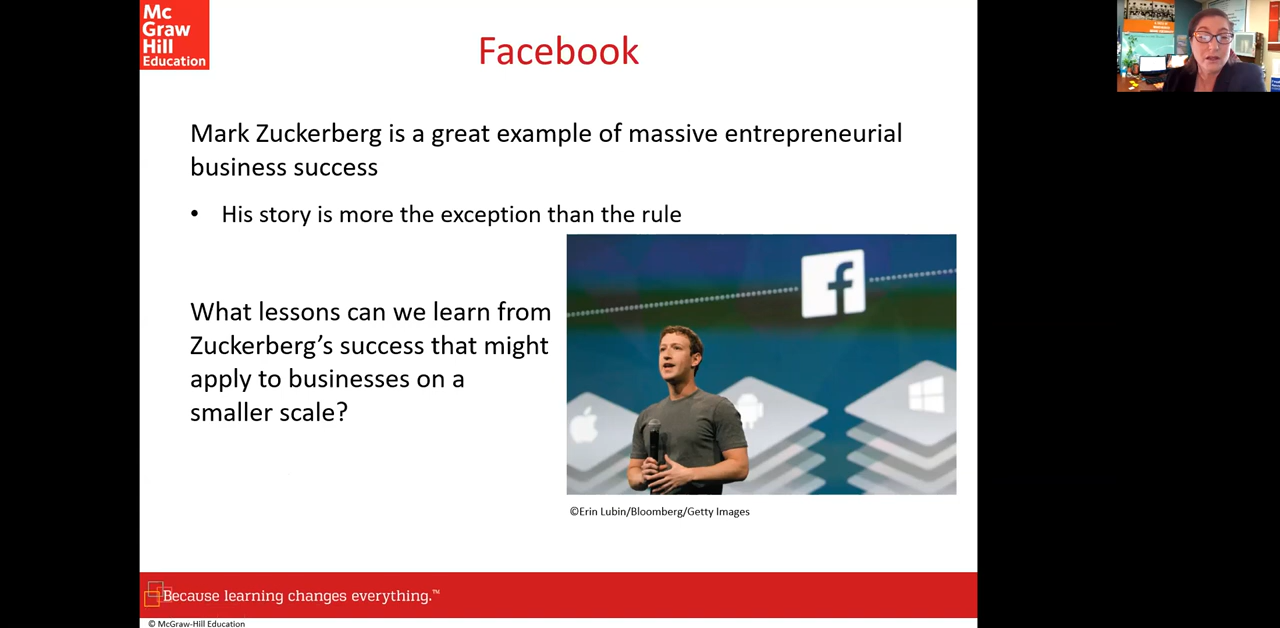 Mc
Graw
Hill
Education
Facebook
Mark Zuckerberg is a great example of massive entrepreneurial
business success
• His story is more the exception than the rule
What lessons can we learn from
Zuckerberg’s success that might
apply to businesses on a
smaller scale?
f
©Erin Lubin/Bloomberg/Getty Images
Because learning changes everything.™
© McGraw-Hill Education